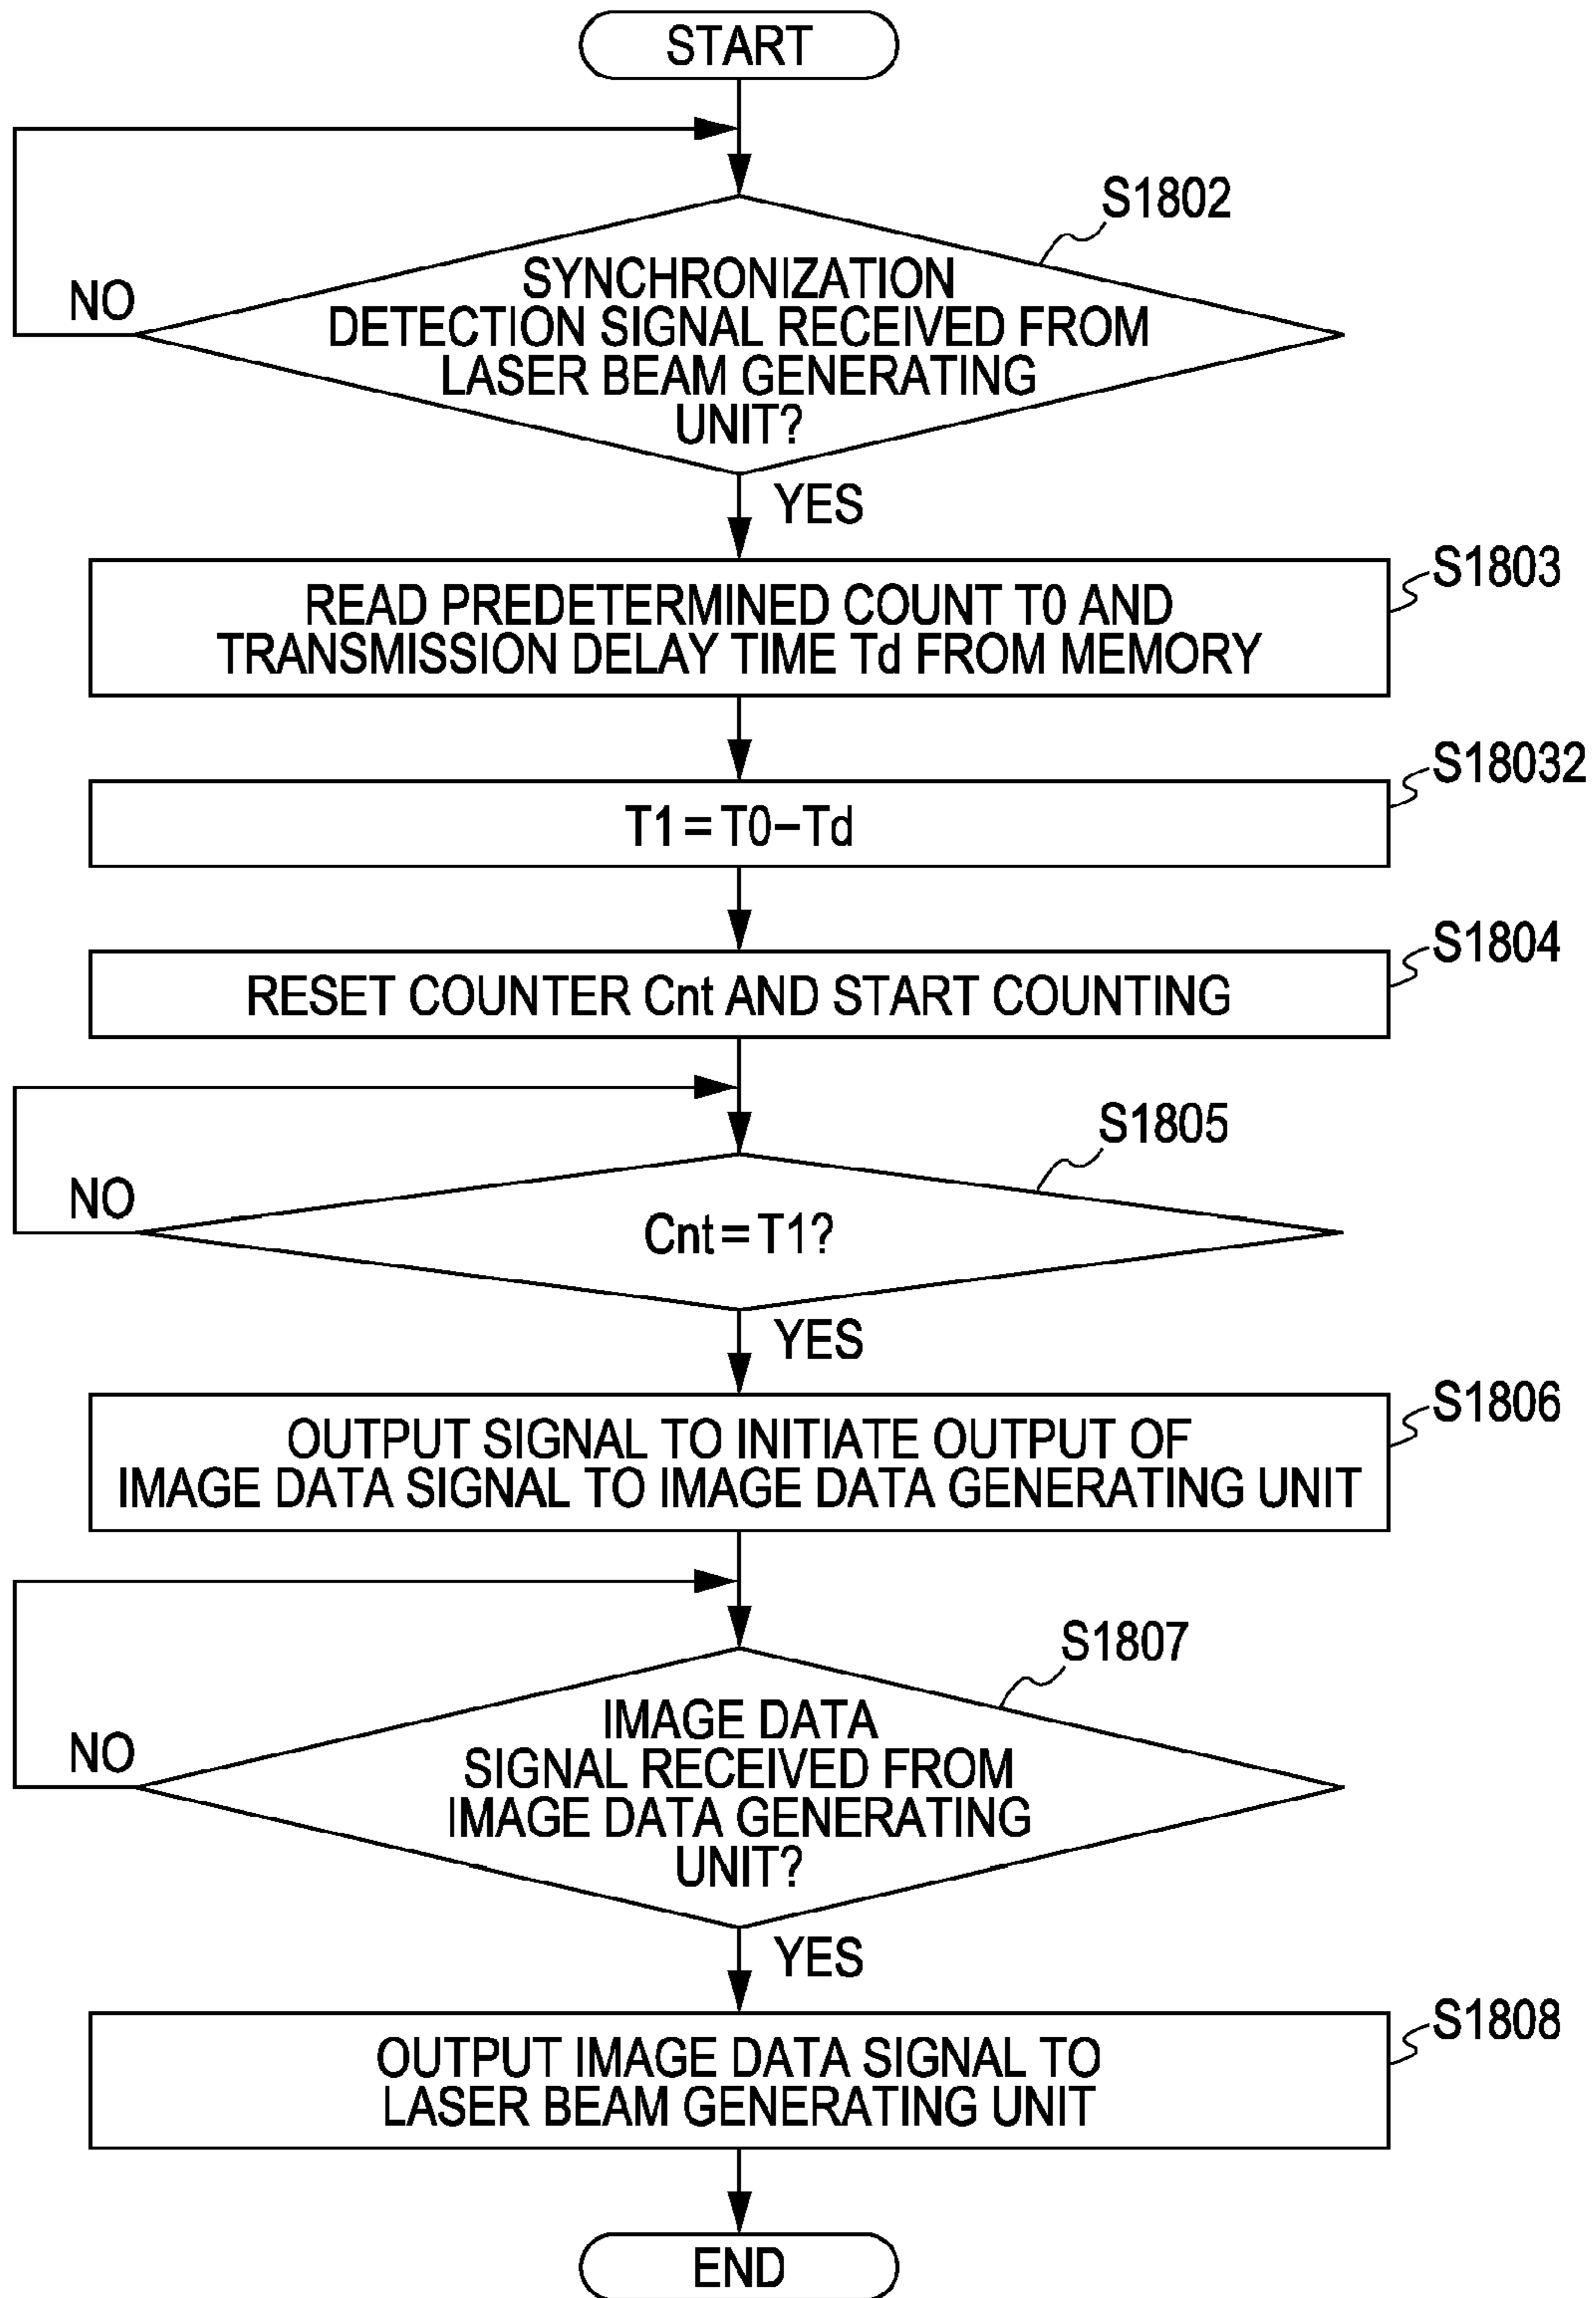 START
S1802
SYNCHRONIZATION
DETECTION SIGNAL RECEIVED FROM
LASER BEAM GENERATING
UNIT?
NO
YES
S1803
READ PREDETERMINED COUNT T0 AND
TRANSMISSION DELAY TIME Td FROM MEMORY
S18032
T1=T0−Td
S1804
RESET COUNTER Cnt AND START COUNTING
S1805
NO
Cnt=T1?
YES
S1806
OUTPUT SIGNAL TO INITIATE OUTPUT OF
IMAGE DATA SIGNAL TO IMAGE DATA GENERATING UNIT
S1807
IMAGE DATA
SIGNAL RECEIVED FROM
IMAGE DATA GENERATING
UNIT?
NO
YES
S1808
OUTPUT IMAGE DATA SIGNAL TO
LASER BEAM GENERATING UNIT
END